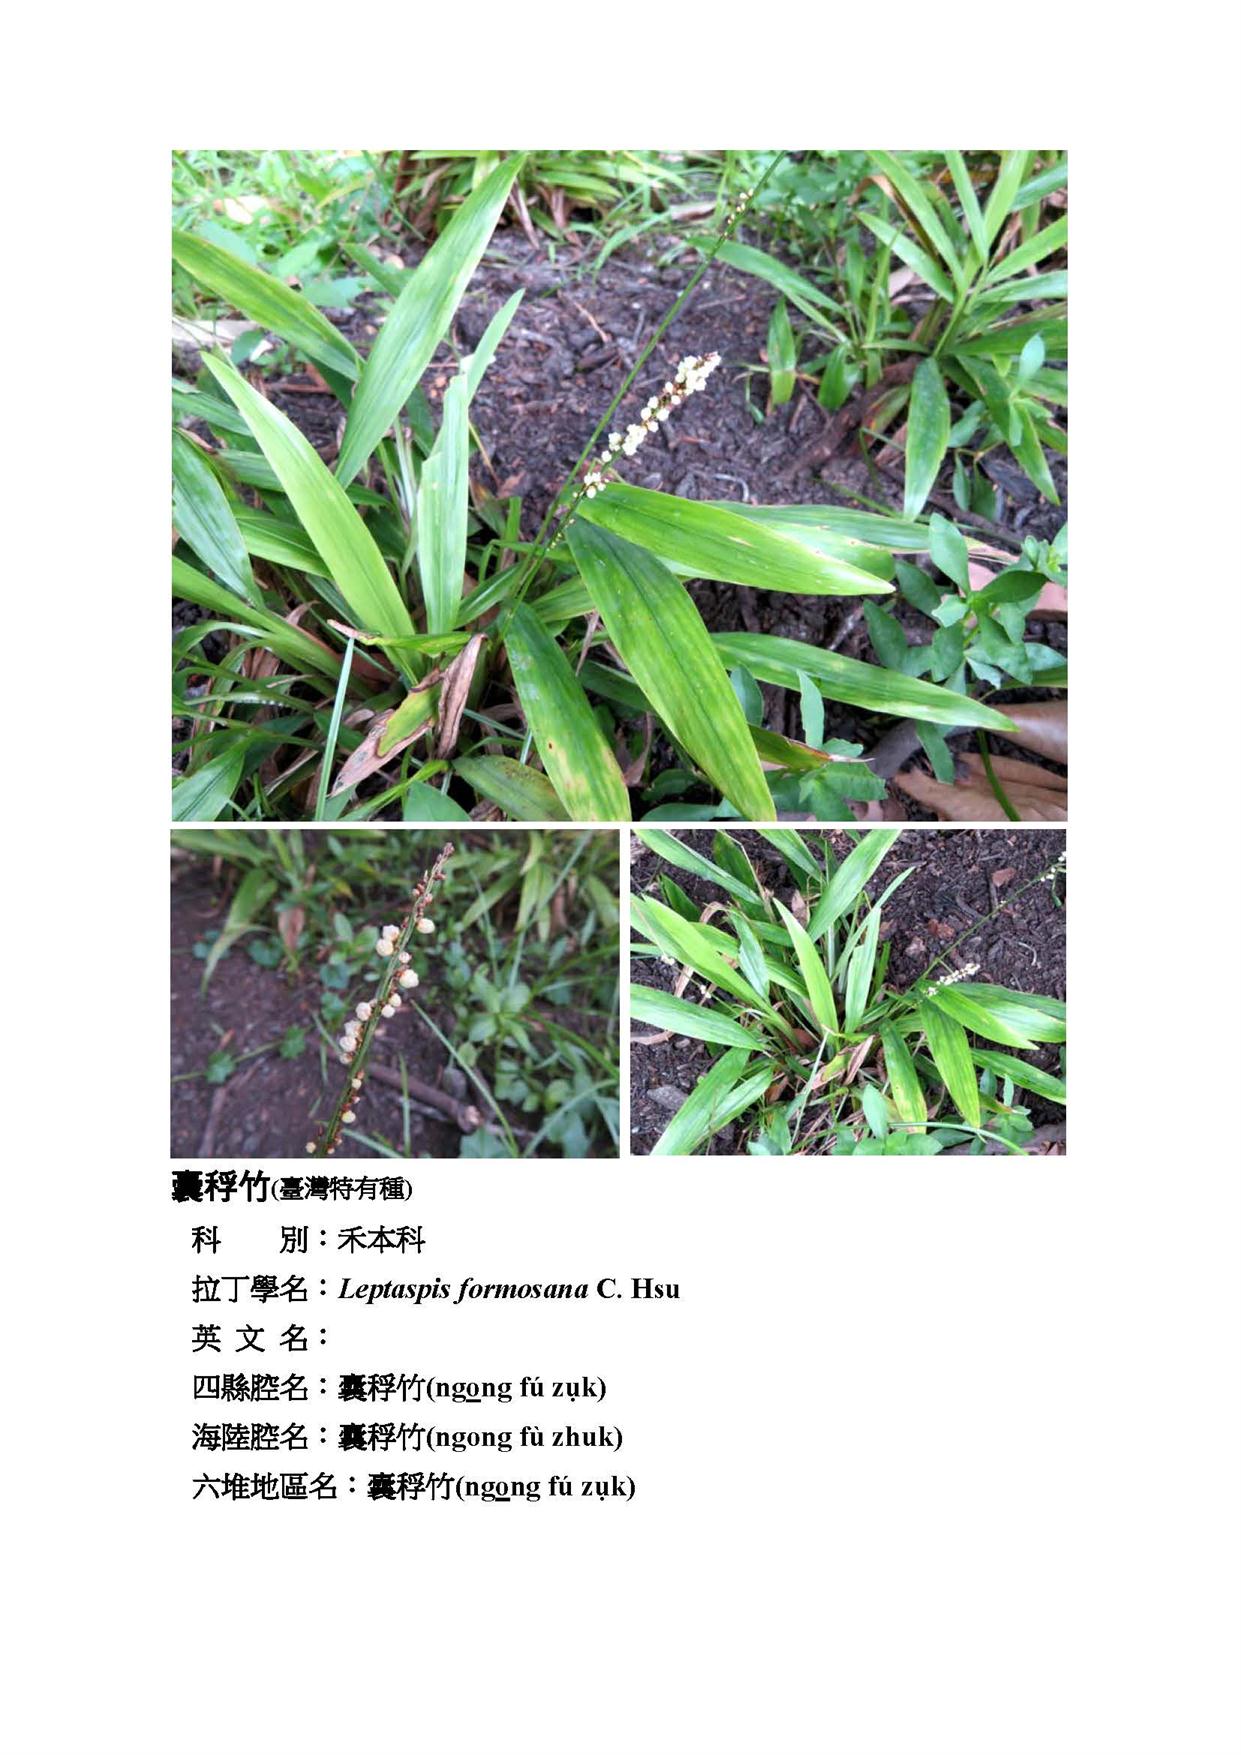 囊稃竹(臺灣特有種)
科　　別：禾本科
拉丁學名：Leptaspis formosana C. Hsu
英 文 名：
四縣腔名：囊稃竹(ngong fú zụk)
海陸腔名：囊稃竹(ngong fù zhuk)
六堆地區名：囊稃竹(ngong fú zụk)